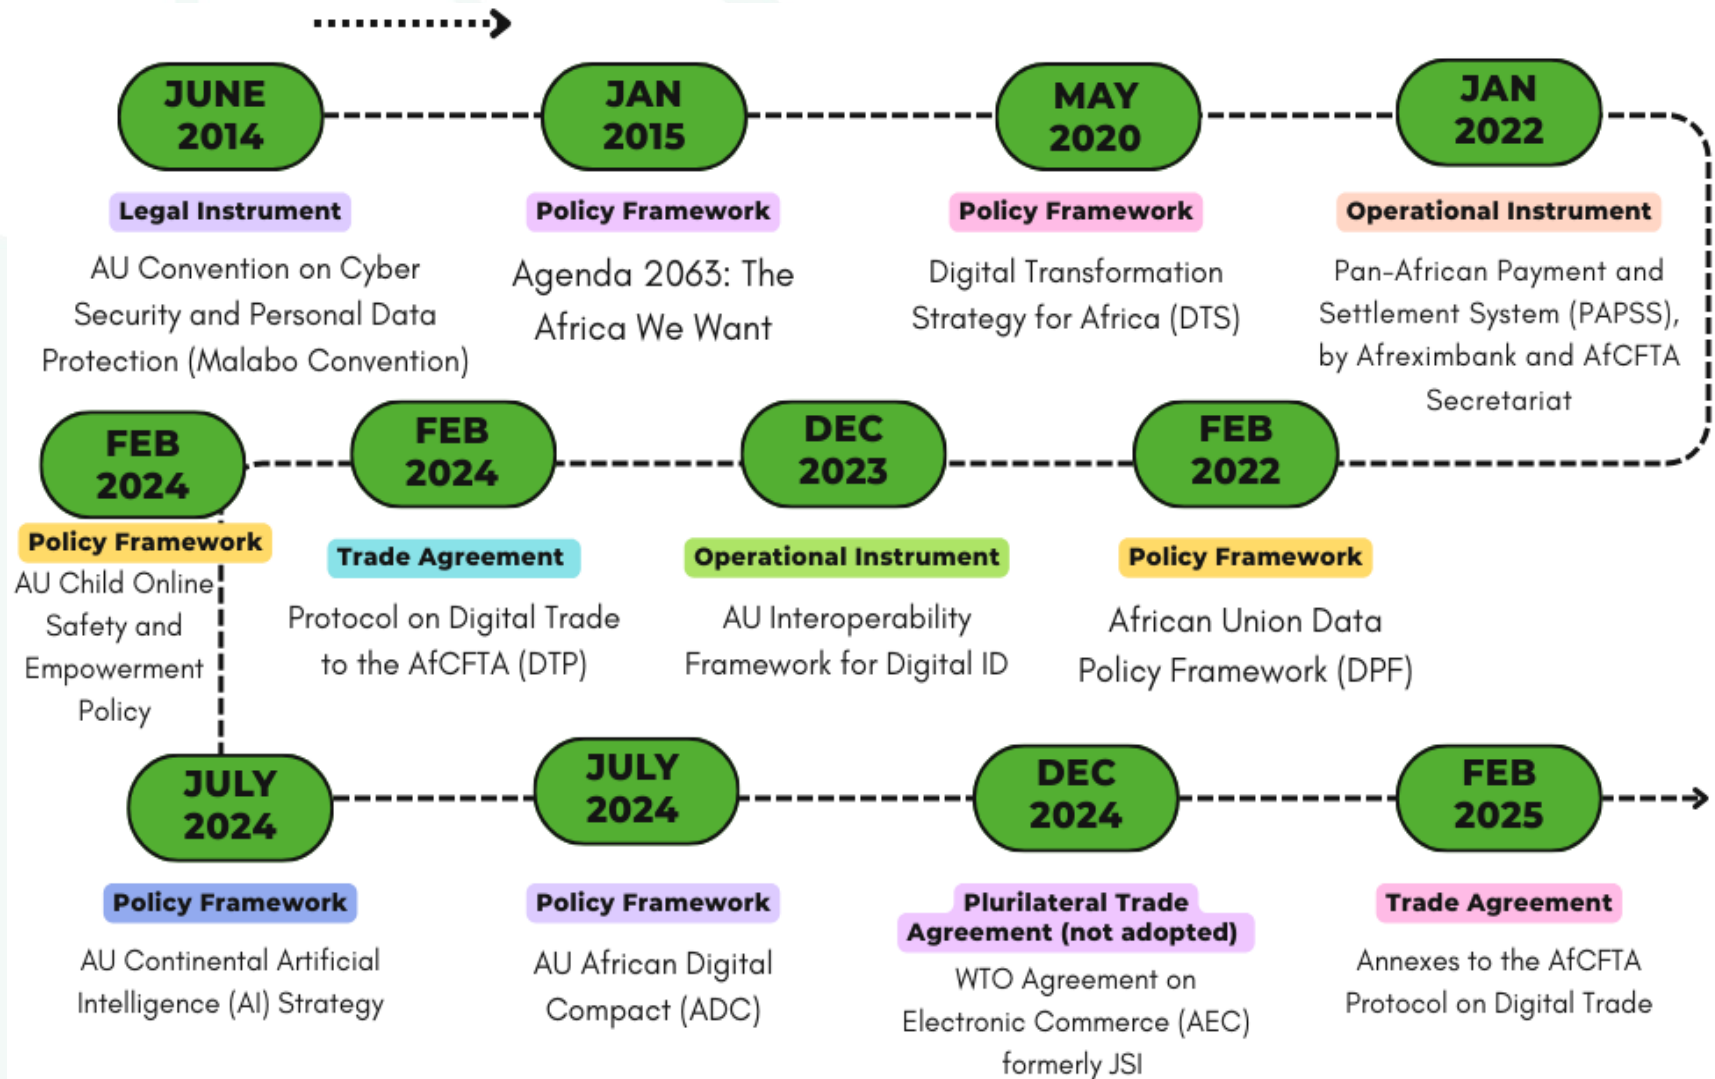 JUNE
2014
Legal Instrument
AU Convention on Cyber
Security and Personal Data
Protection (Malabo Convention)
JAN
2015
Policy Framework
Agenda 2063: The
Africa We Want
MAY
2020
Policy Framework
Digital Transformation
Strategy for Africa (DTS)
JAN
2022
Operational Instrument
Pan-African Payment and
Settlement System (PAPSS),
by Afreximbank and AfCFTA
Secretariat
FEB
2022
Policy Framework
African Union Data
Policy Framework (DPF)
DEC
2023
Operational Instrument
AU Interoperability
Framework for Digital ID
FEB
2024
Trade Agreement
Protocol on Digital Trade
to the AfCFTA (DTP)
FEB
2024
Policy Framework
AU Child Online
Safety and
Empowerment
Policy
JULY
2024
Policy Framework
AU Continental Artificial
Intelligence (AI) Strategy
JULY
2024
Policy Framework
AU African Digital
Compact (ADC)
DEC
2024
Plurilateral Trade
Agreement (not adopted)
WTO Agreement on
Electronic Commerce (AEC)
formerly JSI
FEB
2025
Trade Agreement
Annexes to the AfCFTA
Protocol on Digital Trade